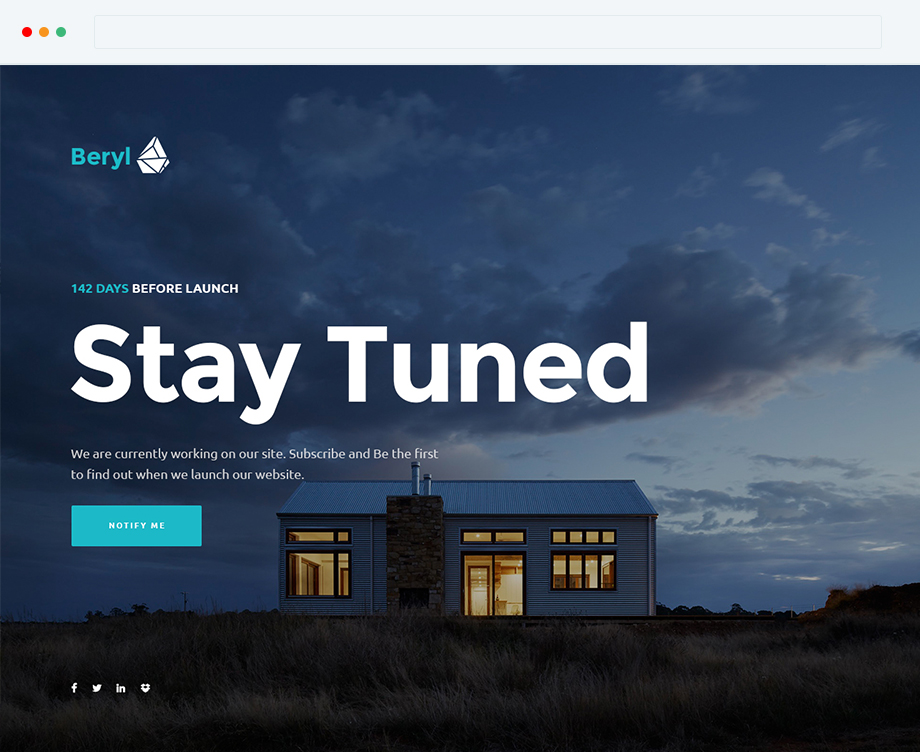 Beryl
142 DAYS BEFORE LAUNCH
Stay Tuned
We are currently working on our site. Subscribe and Be the first
to find out when we launch our website.
NOTIFY ME